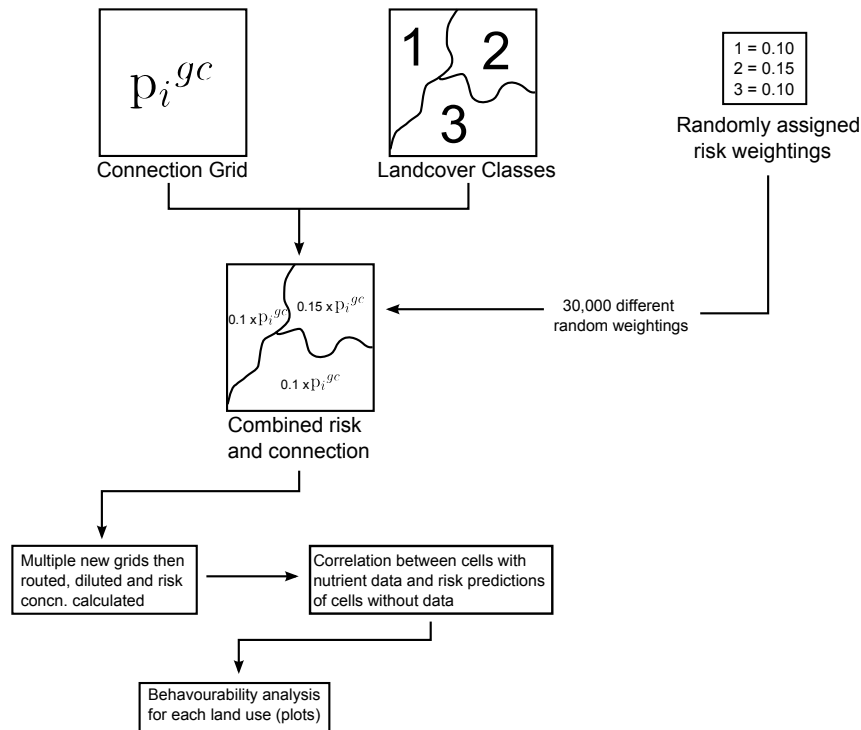 p_i^{gc}
Connection Grid
1
2
3
Landcover Classes
1 = 0.10
2 = 0.15
3 = 0.10
Randomly assigned
risk weightings
0.1 x p_i^{gc}
0.15 x p_i^{gc}
0.1 x p_i^{gc}
30,000 different
random weightings
Combined risk
and connection
Multiple new grids then
routed, diluted and risk
concn. calculated
Correlation between cells with
nutrient data and risk predictions
of cells without data
Behavourability analysis
for each land use (plots)